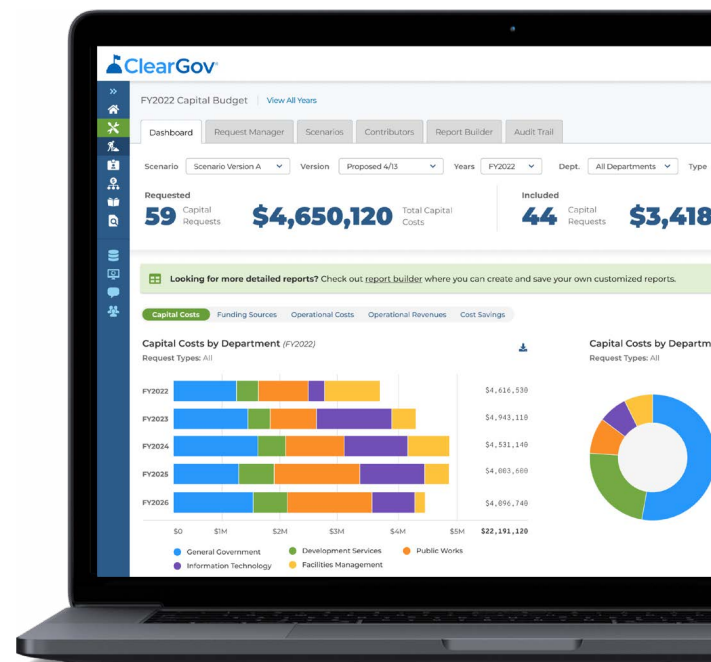 ClearGov
FY2022 Capital Budget | View All Years
Dashboard Request Manager Scenarios Contributors Report Builder Audit Trail
Scenario Scenario Version A Version Proposed 4/13 Years FY2022 Dept. All Departments Type
Requested
59 Capital Requests $4,650,120 Total Capital Costs
Included
44 Capital Requests $3,418
Looking for more detailed reports? Check out report builder where you can create and save your own customized reports.
Capital Costs Funding Sources Operational Costs Operational Revenues Cost Savings
Capital Costs by Department (FY2022)
Request Types: All
FY2022 $4,616,530
FY2023 $4,943,110
FY2024 $4,531,140
FY2025 $4,003,600
FY2026 $4,096,740
$0 $1M $2M $3M $4M $5M $22,191,120
General Government Development Services Public Works
Information Technology Facilities Management
Capital Costs by Departm
Request Types: All